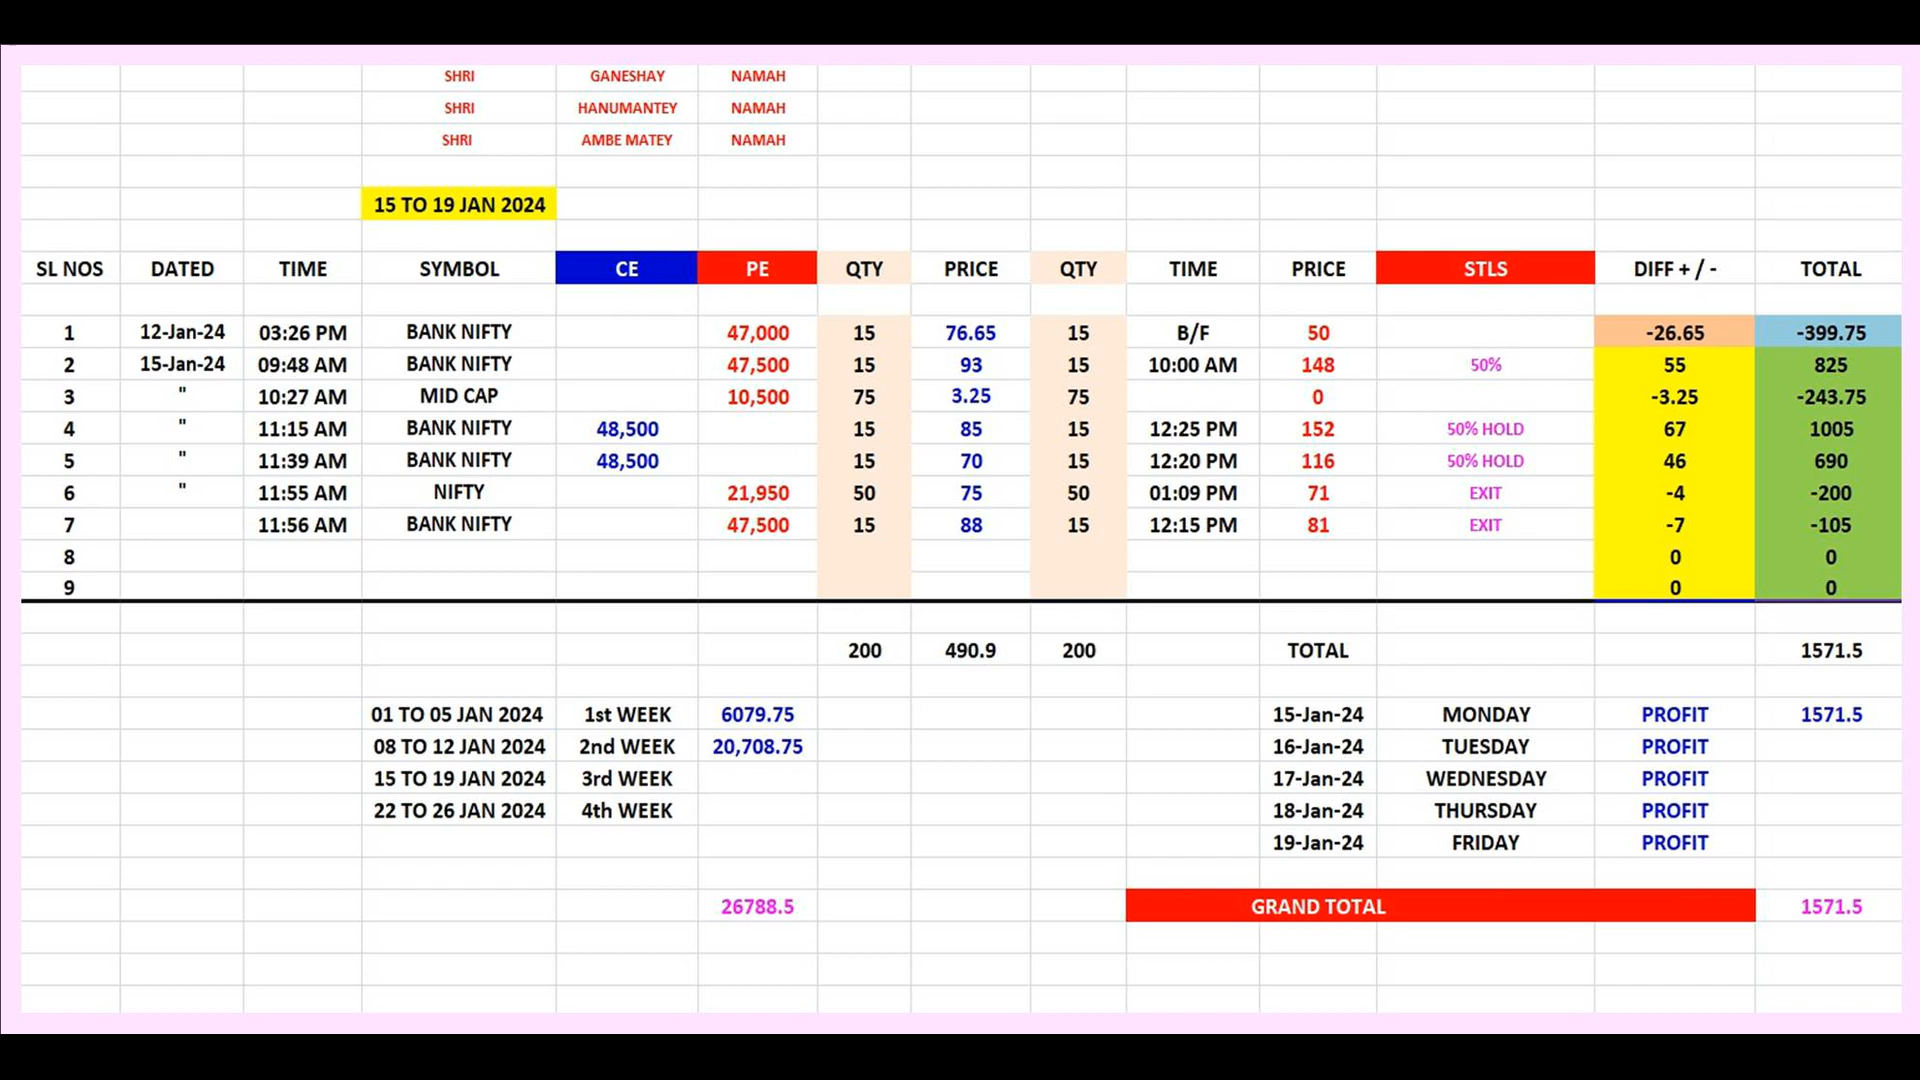 SHRI GANESHAY NAMAH
SHRI HANUMANTEY NAMAH
SHRI AMBE MATEY NAMAH
15 TO 19 JAN 2024
SL NOS DATED TIME SYMBOL CE PE QTY PRICE QTY TIME PRICE STLS DIFF + / - TOTAL
1 12-Jan-24 03:26 PM BANK NIFTY 47,000 15 76.65 15 B/F 50 -26.65 -399.75
2 15-Jan-24 09:48 AM BANK NIFTY 47,500 15 93 15 10:00 AM 148 50% 55 825
3 " 10:27 AM MID CAP 10,500 75 3.25 75 0 -3.25 -243.75
4 " 11:15 AM BANK NIFTY 48,500 15 85 15 12:25 PM 152 50% HOLD 67 1005
5 " 11:39 AM BANK NIFTY 48,500 15 70 15 12:20 PM 116 50% HOLD 46 690
6 " 11:55 AM NIFTY 21,950 50 75 50 01:09 PM 71 EXIT -4 -200
7 11:56 AM BANK NIFTY 47,500 15 88 15 12:15 PM 81 EXIT -7 -105
8 0 0
9 0 0
200 490.9 200 TOTAL 1571.5
01 TO 05 JAN 2024 1st WEEK 6079.75 15-Jan-24 MONDAY PROFIT 1571.5
08 TO 12 JAN 2024 2nd WEEK 20,708.75 16-Jan-24 TUESDAY PROFIT
15 TO 19 JAN 2024 3rd WEEK 17-Jan-24 WEDNESDAY PROFIT
22 TO 26 JAN 2024 4th WEEK 18-Jan-24 THURSDAY PROFIT
19-Jan-24 FRIDAY PROFIT
26788.5 GRAND TOTAL 1571.5